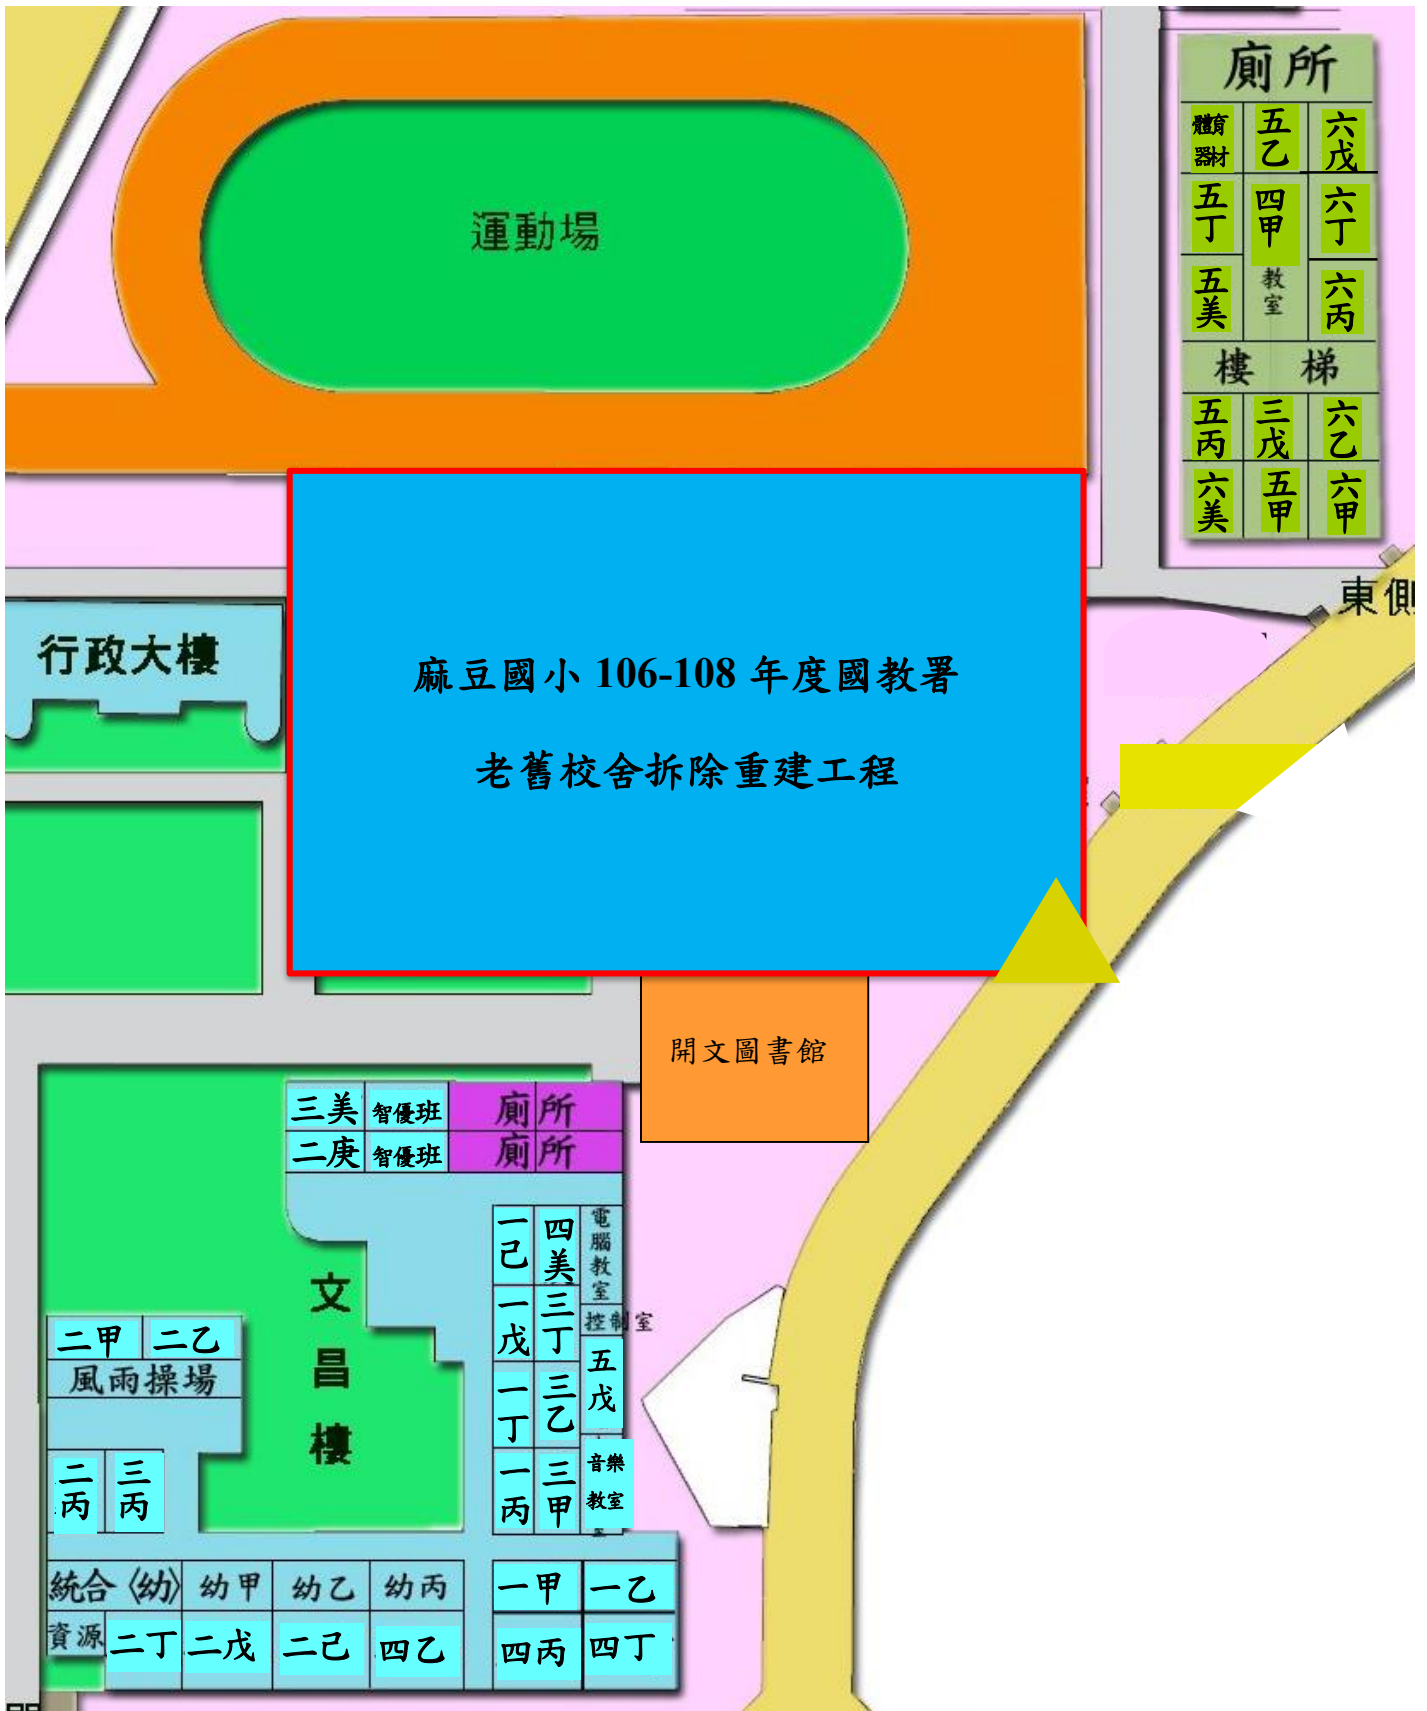 廁所
體育器材 五乙 六戊
五丁 四甲 六丁
五美 教室 六丙
樓 梯
五丙 三戊 六乙
六美 五甲 六甲
運動場
東側
行政大樓
麻豆國小 106-108 年度國教署
老舊校舍拆除重建工程
開文圖書館
三美 智優班 廁所
二庚 智優班 廁所
一己 四美 電腦教室
一戊 三丁 控制室
一丁 三乙 五戊
一丙 三甲 音樂教室
文昌樓
二甲 二乙
風雨操場
二丙 三丙
統合〈幼〉 幼甲 幼乙 幼丙 一甲 一乙
資源 二丁 二戊 二己 四乙 四丙 四丁